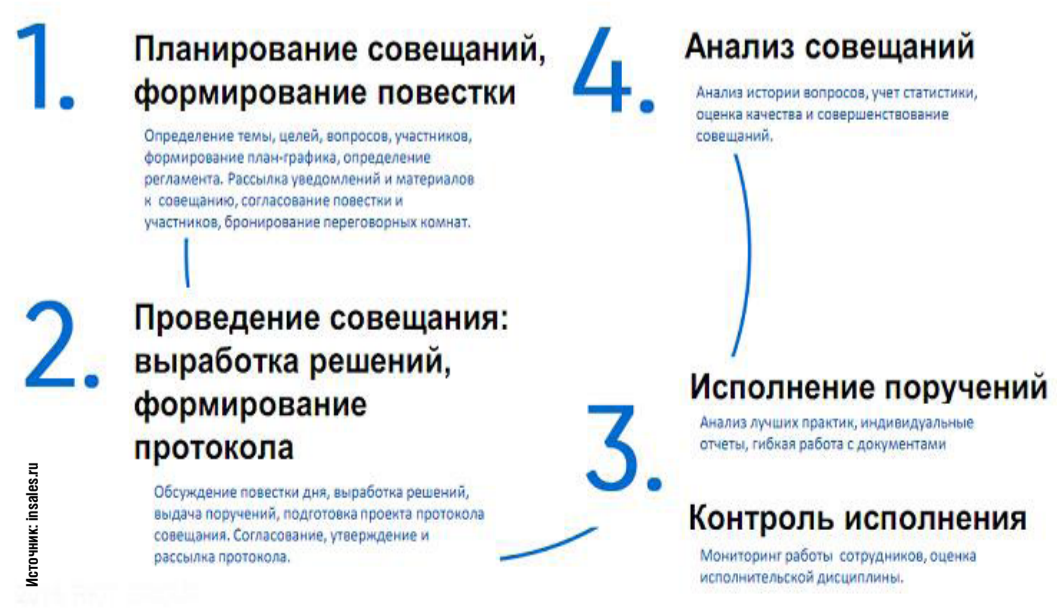 1.
Планирование совещаний,
формирование повестки
Определение темы, целей, вопросов, участников,
формирование план-графика, определение
регламента. Рассылка уведомлений и материалов
к совещанию, согласование повестки и
участников, бронирование переговорных комнат.
2.
Проведение совещания:
выработка решений,
формирование
протокола
Обсуждение повестки дня, выработка решений,
выдача поручений, подготовка проекта протокола
совещания. Согласование, утверждение и
рассылка протокола.
3.
Исполнение поручений
Анализ лучших практик, индивидуальные
отчеты, гибкая работа с документами
Контроль исполнения
Мониторинг работы сотрудников, оценка
исполнительской дисциплины.
4.
Анализ совещаний
Анализ истории вопросов, учет статистики,
оценка качества и совершенствование
совещаний.
Источник: insales.ru